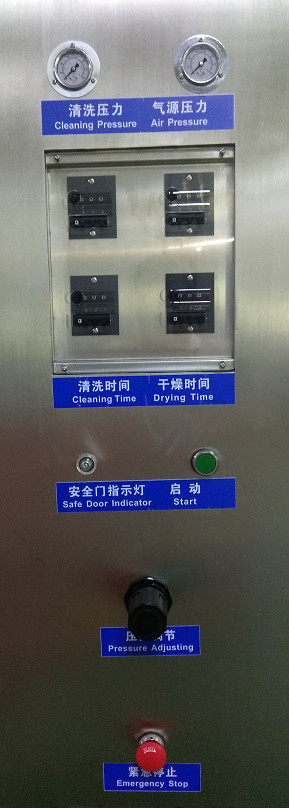 清洗压力 气源压力
Cleaning Pressure Air Pressure
清洗时间 干燥时间
Cleaning Time Drying Time
安全门指示灯 启动
Safe Door Indicator Start
压 节
Pressure Adjusting
紧急停止
Emergency Stop